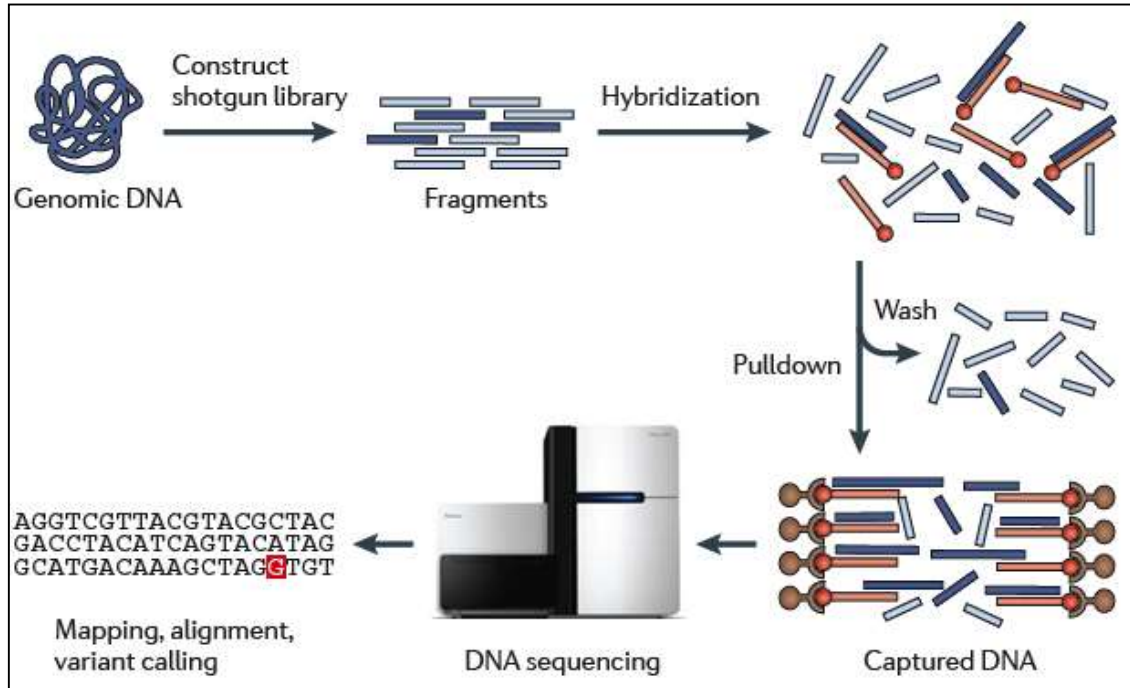 Construct
shotgun library
Genomic DNA
Fragments
Hybridization
Wash
Pulldown
Captured DNA
DNA sequencing
AGGTCGTTACGTACGCTAC
GACCTACATCAGTACATAG
GCATGACAAAGCTAGGTGT
Mapping, alignment,
variant calling